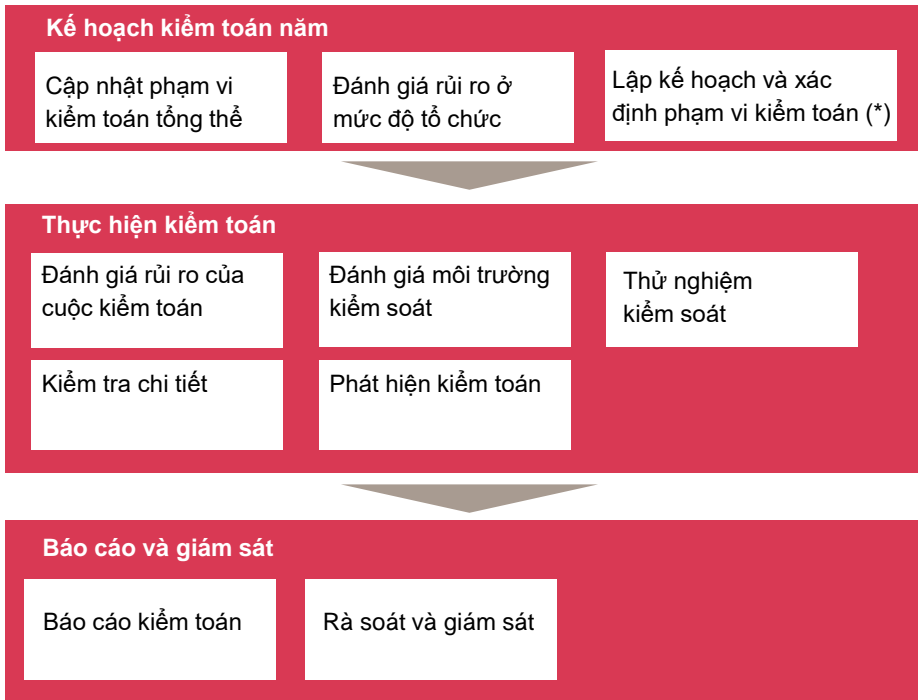 Kế hoạch kiểm toán năm
Cập nhật phạm vi
kiểm toán tổng thể
Đánh giá rủi ro ở
mức độ tổ chức
Lập kế hoạch và xác
định phạm vi kiểm toán (*)
Thực hiện kiểm toán
Đánh giá rủi ro của
cuộc kiểm toán
Đánh giá môi trường
kiểm soát
Thử nghiệm
kiểm soát
Kiểm tra chi tiết
Phát hiện kiểm toán
Báo cáo và giám sát
Báo cáo kiểm toán
Rà soát và giám sát